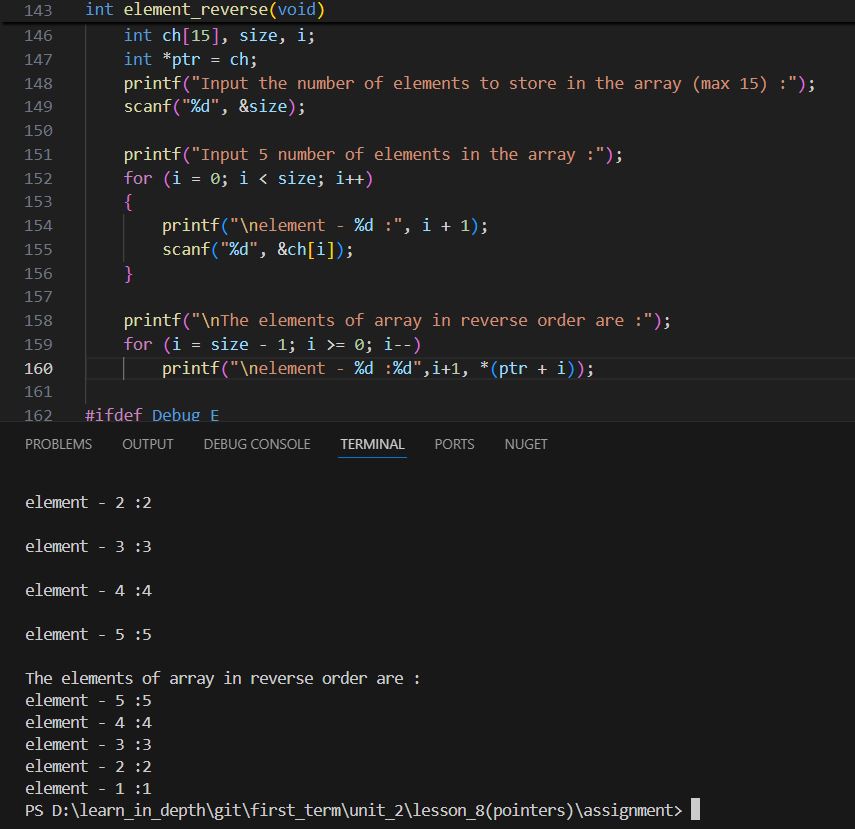 143 int element_reverse(void)
146 int ch[15], size, i;
147 int *ptr = ch;
148 printf("Input the number of elements to store in the array (max 15) :");
149 scanf("%d", &size);
150
151 printf("Input 5 number of elements in the array :");
152 for (i = 0; i < size; i++)
153 {
154 printf("\nelement - %d :", i + 1);
155 scanf("%d", &ch[i]);
156 }
157
158 printf("\nThe elements of array in reverse order are :");
159 for (i = size - 1; i >= 0; i--)
160 printf("\nelement - %d :%d",i+1, *(ptr + i));
161
162 #ifdef Debug_E
PROBLEMS OUTPUT DEBUG CONSOLE TERMINAL PORTS NUGET
element - 2 :2
element - 3 :3
element - 4 :4
element - 5 :5
The elements of array in reverse order are :
element - 5 :5
element - 4 :4
element - 3 :3
element - 2 :2
element - 1 :1
PS D:\learn_in_depth\git\first_term\unit_2\lesson_8(pointers)\assignment>